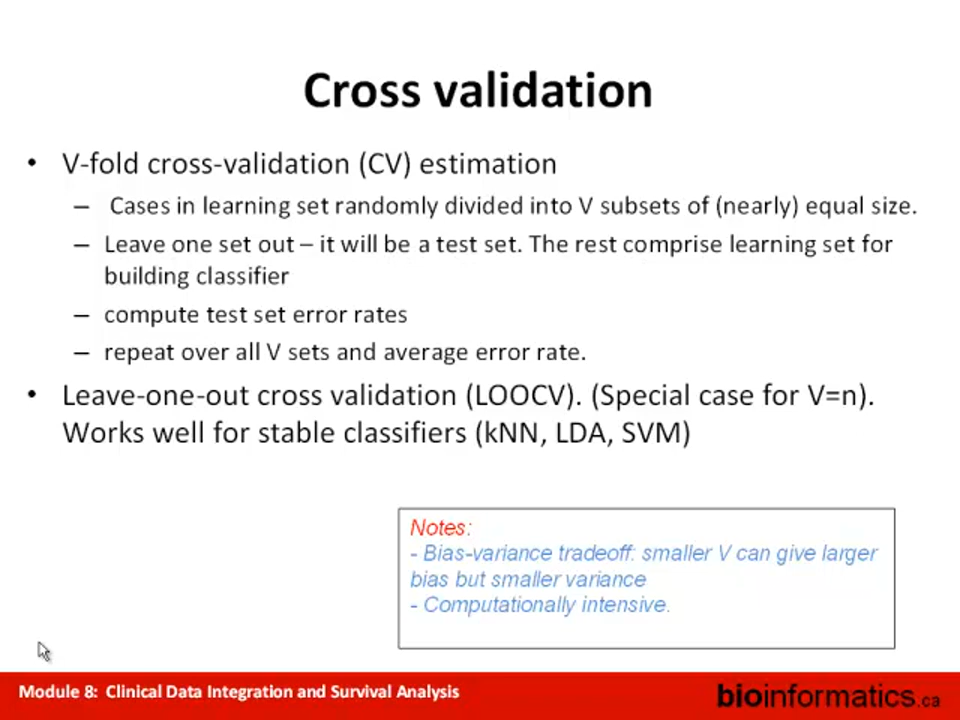 Cross validation
• V-fold cross-validation (CV) estimation
– Cases in learning set randomly divided into V subsets of (nearly) equal size.
– Leave one set out – it will be a test set. The rest comprise learning set for
building classifier
– compute test set error rates
– repeat over all V sets and average error rate.
• Leave-one-out cross validation (LOOCV). (Special case for V=n).
Works well for stable classifiers (kNN, LDA, SVM)
Notes:
- Bias-variance tradeoff: smaller V can give larger
bias but smaller variance
- Computationally intensive.
Module 8: Clinical Data Integration and Survival Analysis
bioinformatics.ca